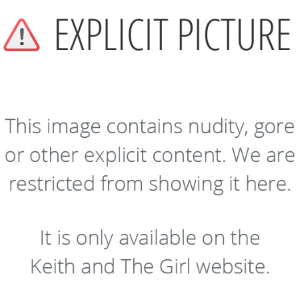 EXPLICIT PICTURE
This image contains nudity, gore
or other explicit content. We are
restricted from showing it here.
It is only available on the
Keith and The Girl website.